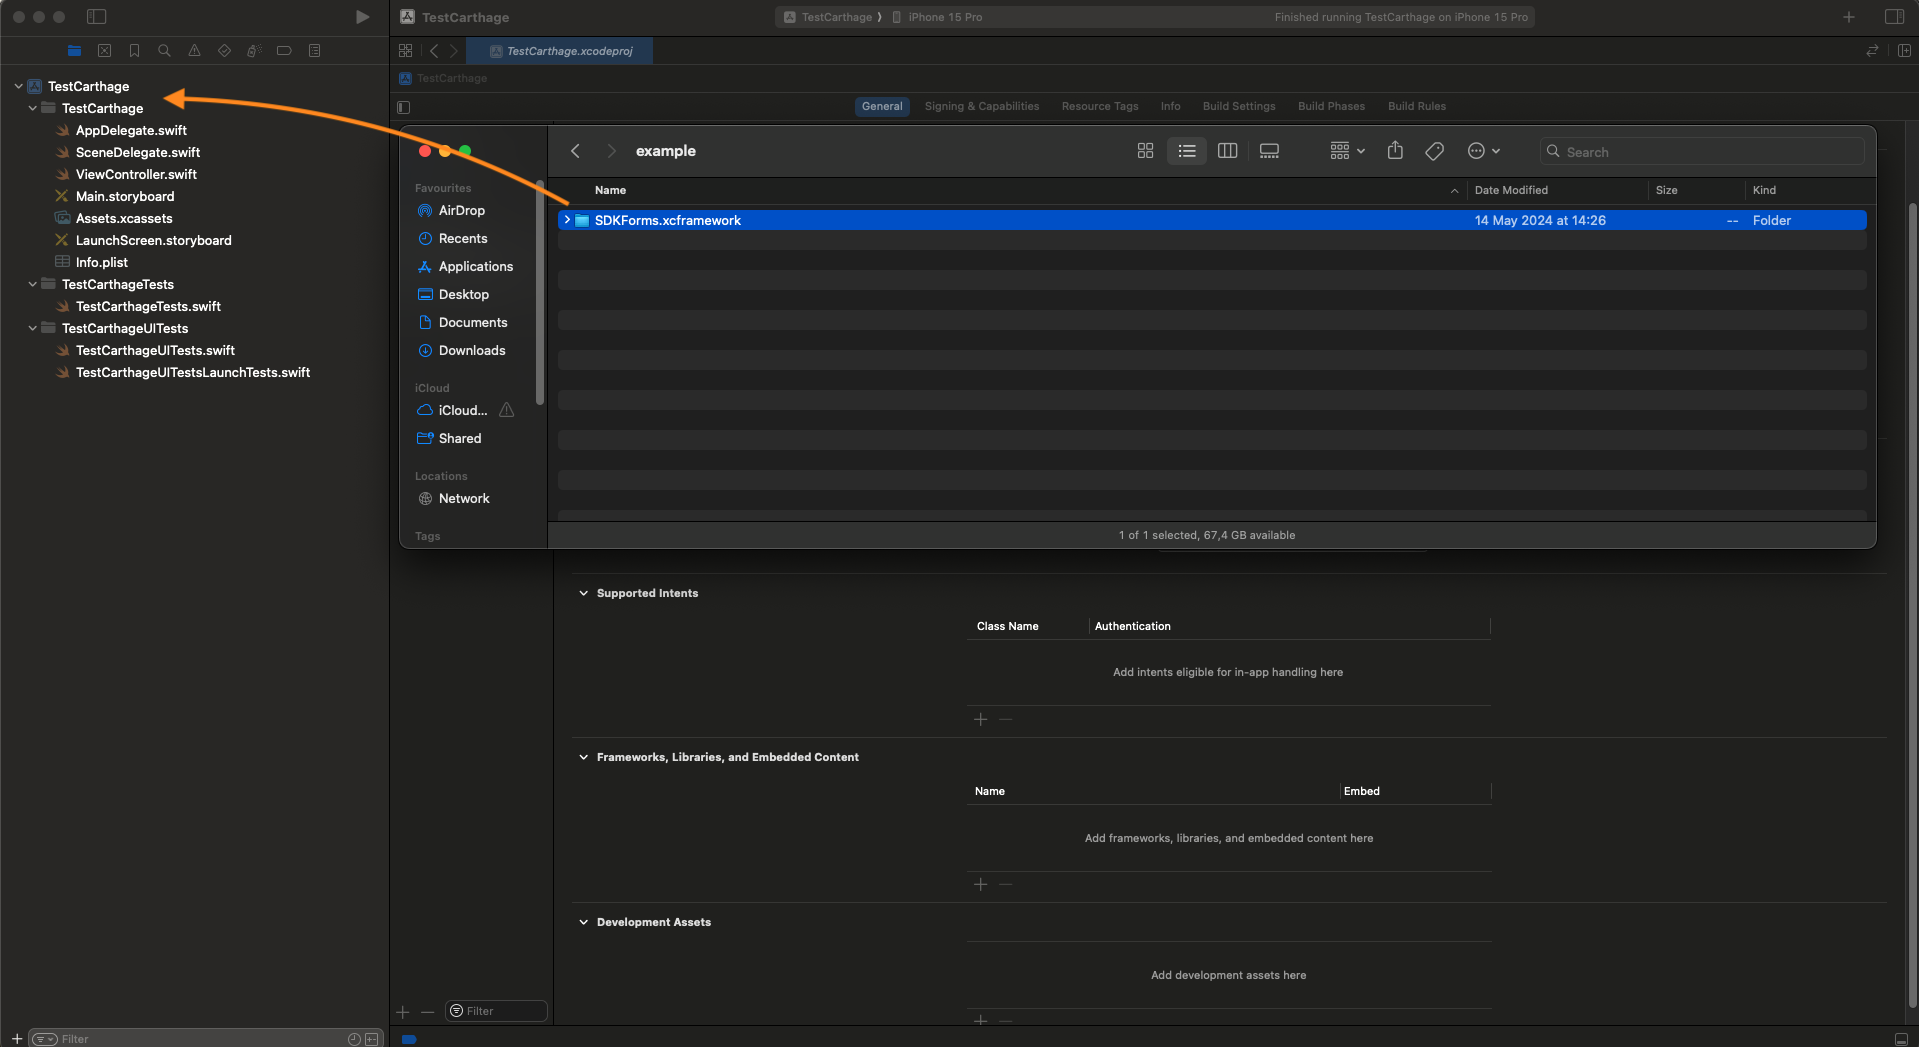 TestCarthage
TestCarthage
AppDelegate.swift
SceneDelegate.swift
ViewController.swift
Main.storyboard
Assets.xcassets
LaunchScreen.storyboard
Info.plist
TestCarthageTests
TestCarthageTests.swift
TestCarthageUITests
TestCarthageUITests.swift
TestCarthageUITestsLaunchTests.swift
Filter
TestCarthage
TestCarthage ⟩ iPhone 15 Pro
Finished running TestCarthage on iPhone 15 Pro
TestCarthage.xcodeproj
TestCarthage
General Signing & Capabilities Resource Tags Info Build Settings Build Phases Build Rules
example
Search
Favourites
AirDrop
Recents
Applications
Desktop
Documents
Downloads
iCloud
iCloud...
Shared
Locations
Network
Tags
Name Date Modified Size Kind
SDKForms.xcframework 14 May 2024 at 14:26 -- Folder
1 of 1 selected, 67,4 GB available
Supported Intents
Class Name Authentication
Add intents eligible for in-app handling here
Frameworks, Libraries, and Embedded Content
Name Embed
Add frameworks, libraries, and embedded content here
Development Assets
Add development assets here
Filter